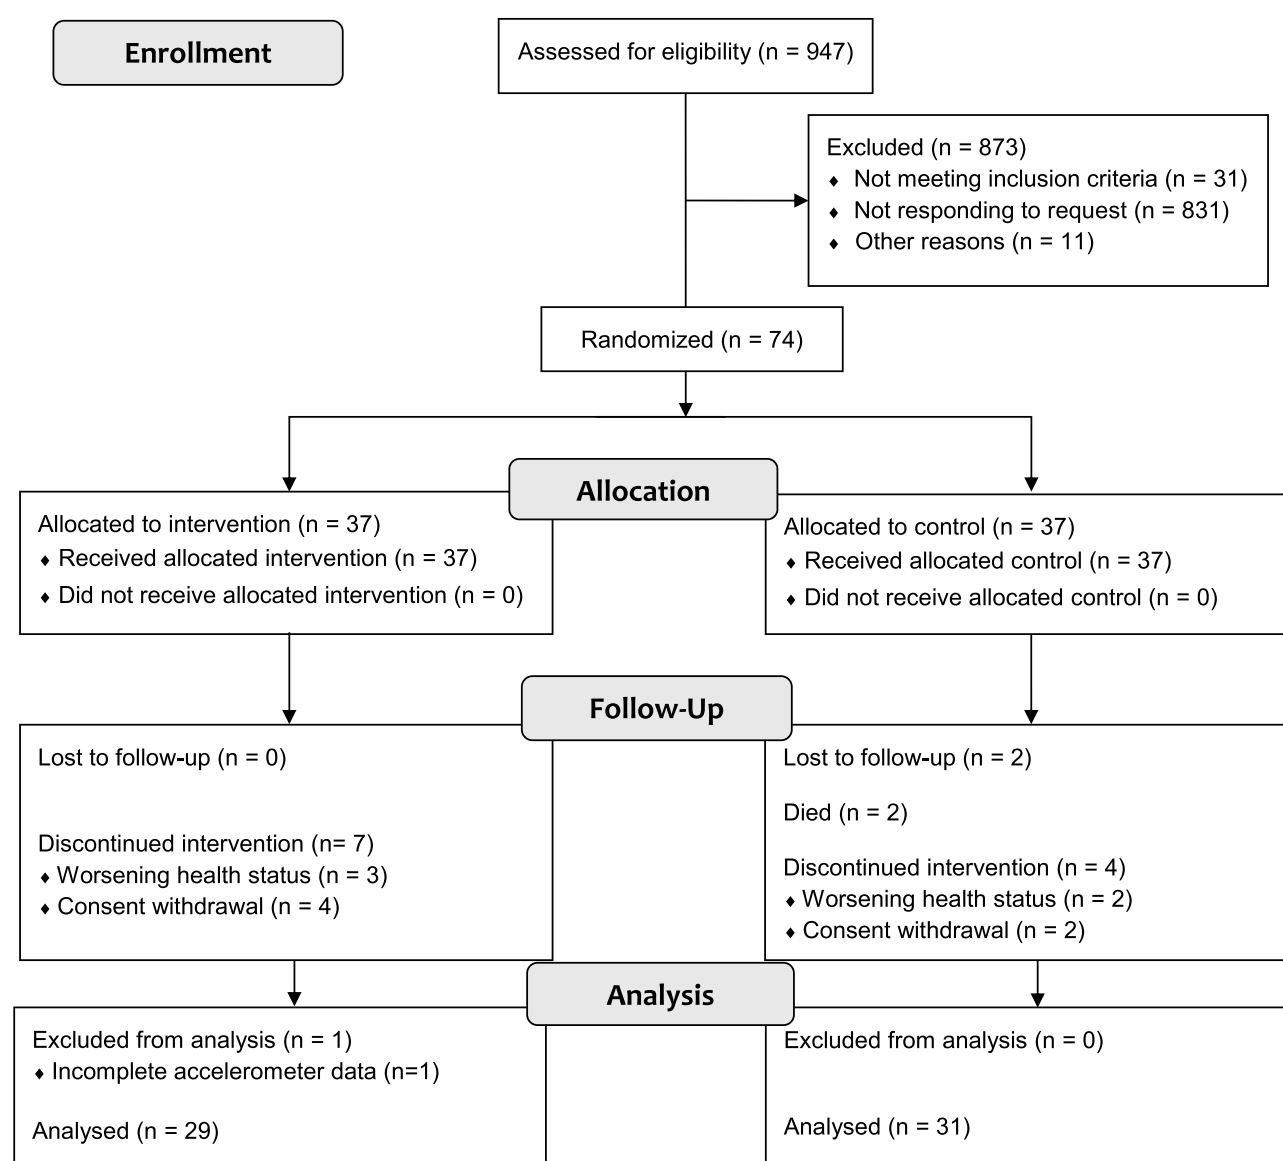 Enrollment
Assessed for eligibility (n = 947)
Excluded (n = 873)
♦ Not meeting inclusion criteria (n = 31)
♦ Not responding to request (n = 831)
♦ Other reasons (n = 11)
Randomized (n = 74)
Allocation
Allocated to intervention (n = 37)
♦ Received allocated intervention (n = 37)
♦ Did not receive allocated intervention (n = 0)
Allocated to control (n = 37)
♦ Received allocated control (n = 37)
♦ Did not receive allocated control (n = 0)
Follow-Up
Lost to follow-up (n = 0)
Discontinued intervention (n= 7)
♦ Worsening health status (n = 3)
♦ Consent withdrawal (n = 4)
Lost to follow-up (n = 2)
Died (n = 2)
Discontinued intervention (n = 4)
♦ Worsening health status (n = 2)
♦ Consent withdrawal (n = 2)
Analysis
Excluded from analysis (n = 1)
♦ Incomplete accelerometer data (n=1)
Analysed (n = 29)
Excluded from analysis (n = 0)
Analysed (n = 31)